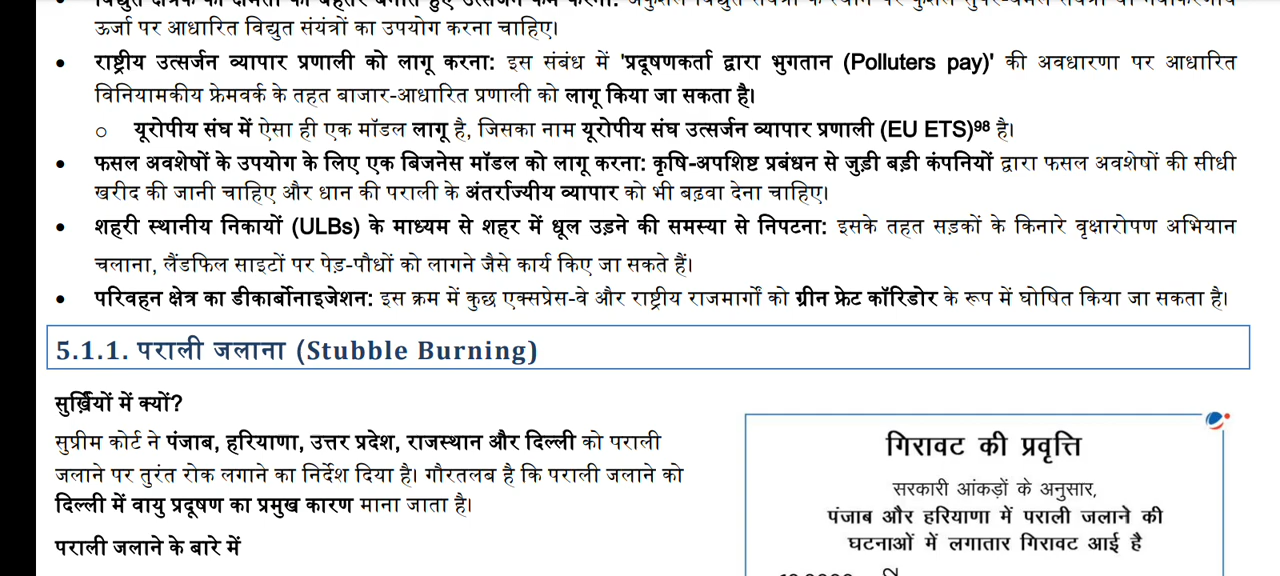 ऊर्जा पर आधारित विद्युत संयंत्रों का उपयोग करना चाहिए।
• राष्ट्रीय उत्सर्जन व्यापार प्रणाली को लागू करना: इस संबंध में 'प्रदूषणकर्ता द्वारा भुगतान (Polluters pay)' की अवधारणा पर आधारित
विनियामकीय फ्रेमवर्क के तहत बाजार-आधारित प्रणाली को लागू किया जा सकता है।
o यूरोपीय संघ में ऐसा ही एक मॉडल लागू है, जिसका नाम यूरोपीय संघ उत्सर्जन व्यापार प्रणाली (EU ETS)⁹⁸ है।
• फसल अवशेषों के उपयोग के लिए एक बिजनेस मॉडल को लागू करना: कृषि-अपशिष्ट प्रबंधन से जुड़ी बड़ी कंपनियों द्वारा फसल अवशेषों की सीधी
खरीद की जानी चाहिए और धान की पराली के अंतर्राज्यीय व्यापार को भी बढ़वा देना चाहिए।
• शहरी स्थानीय निकायों (ULBs) के माध्यम से शहर में धूल उड़ने की समस्या से निपटना: इसके तहत सड़कों के किनारे वृक्षारोपण अभियान
चलाना, लैंडफिल साइटों पर पेड़-पौधों को लागने जैसे कार्य किए जा सकते हैं।
• परिवहन क्षेत्र का डीकार्बोनाइजेशन: इस क्रम में कुछ एक्सप्रेस-वे और राष्ट्रीय राजमार्गों को ग्रीन फ्रेट कॉरिडोर के रूप में घोषित किया जा सकता है।
5.1.1. पराली जलाना (Stubble Burning)
सुर्ख़ियों में क्यों?
सुप्रीम कोर्ट ने पंजाब, हरियाणा, उत्तर प्रदेश, राजस्थान और दिल्ली को पराली
जलाने पर तुरंत रोक लगाने का निर्देश दिया है। गौरतलब है कि पराली जलाने को
दिल्ली में वायु प्रदूषण का प्रमुख कारण माना जाता है।
पराली जलाने के बारे में
गिरावट की प्रवृत्ति
सरकारी आंकड़ों के अनुसार,
पंजाब और हरियाणा में पराली जलाने की
घटनाओं में लगातार गिरावट आई है